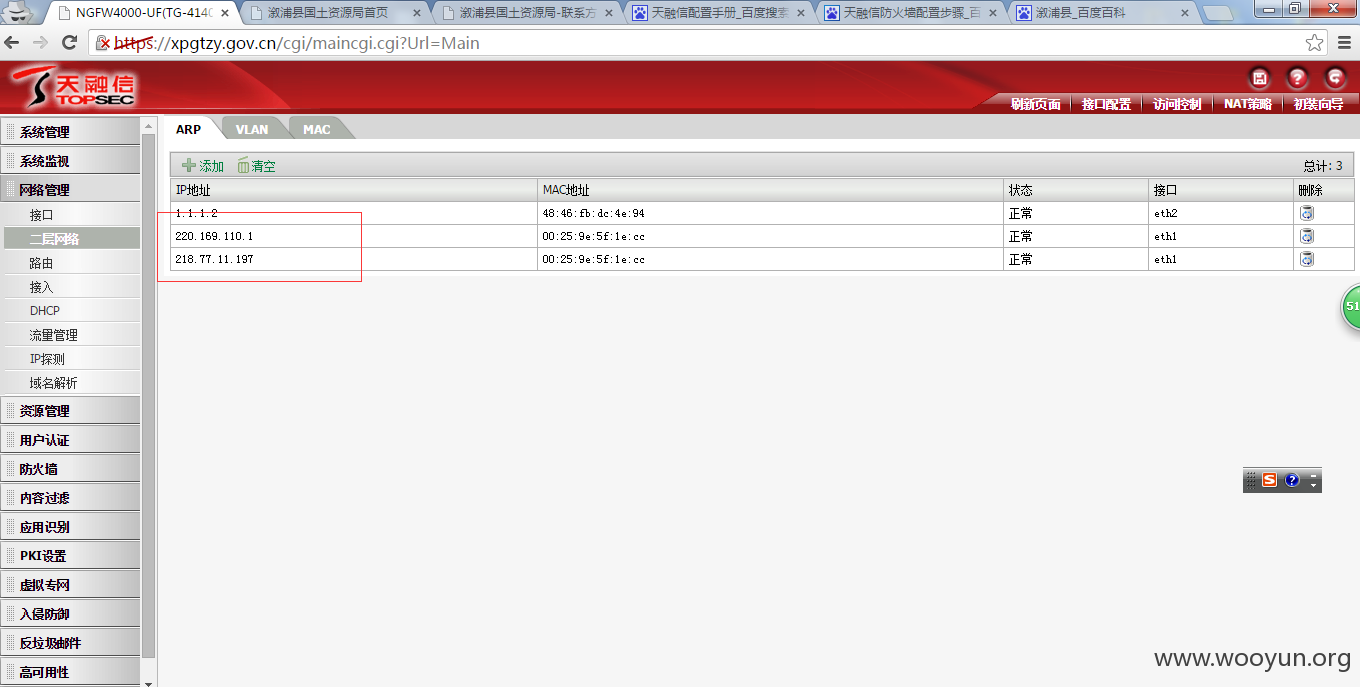 NGFW4000-UF(TG-4140
溆浦县国土资源局首页
溆浦县国土资源局-联系方
天融信配置手册_百度搜索
天融信防火墙配置步骤_百
溆浦县_百度百科
https://xpgtzy.gov.cn/cgi/maincgi.cgi?Url=Main
天融信
TOPSEC
刷新页面 接口配置 访问控制 NAT策略 初装向导
系统管理
系统监视
网络管理
接口
二层网络
路由
接入
DHCP
流量管理
IP探测
域名解析
资源管理
用户认证
防火墙
内容过滤
应用识别
PKI设置
虚拟专网
入侵防御
反垃圾邮件
高可用性
ARP VLAN MAC
添加 清空 总计: 3
IP地址 MAC地址 状态 接口 删除
1.1.1.2 48:46:fb:dc:4e:94 正常 eth2
220.169.110.1 00:25:9e:5f:1e:cc 正常 eth1
218.77.11.197 00:25:9e:5f:1e:cc 正常 eth1
51
www.wooyun.org